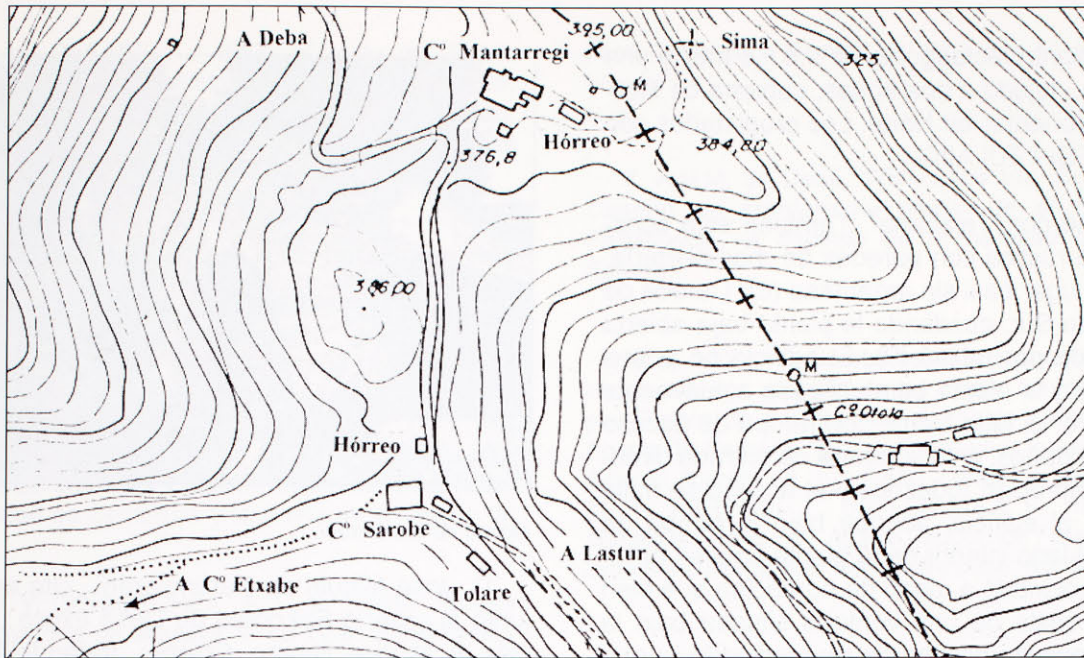 A Deba
395,00
Sima
Cº Mantarregi
325
M
Hórreo
384,80
376,8
386,00
M
Cº Ololo
Hórreo
Cº Sarobe
A Lastur
A Cº Etxabe
Tolare